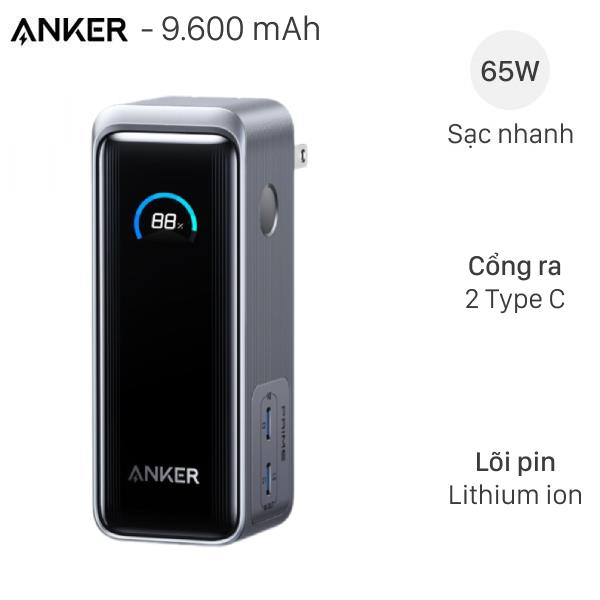 ANKER - 9.600 mAh
65W
Sạc nhanh
88%
Cổng ra
2 Type C
PRIME
ANKER
Lõi pin
Lithium ion